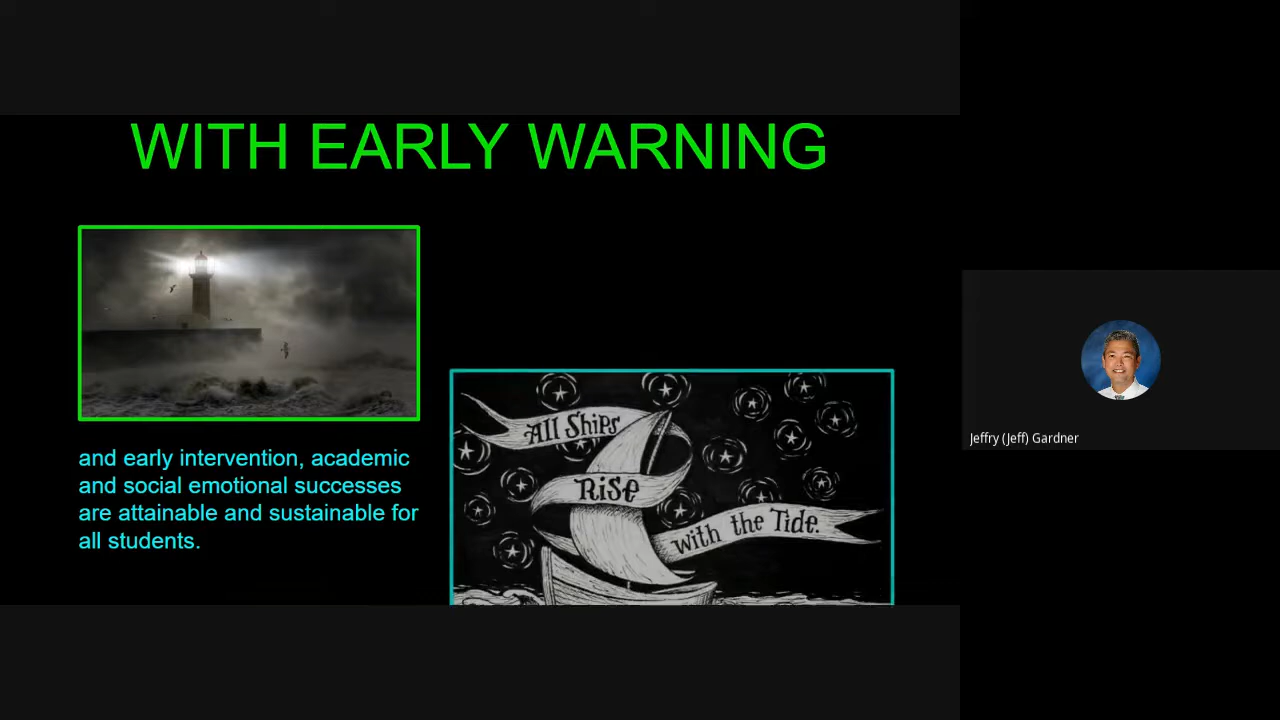 WITH EARLY WARNING
and early intervention, academic
and social emotional successes
are attainable and sustainable for
all students.
All Ships
Rise
with the Tide.
Jeffry (Jeff) Gardner